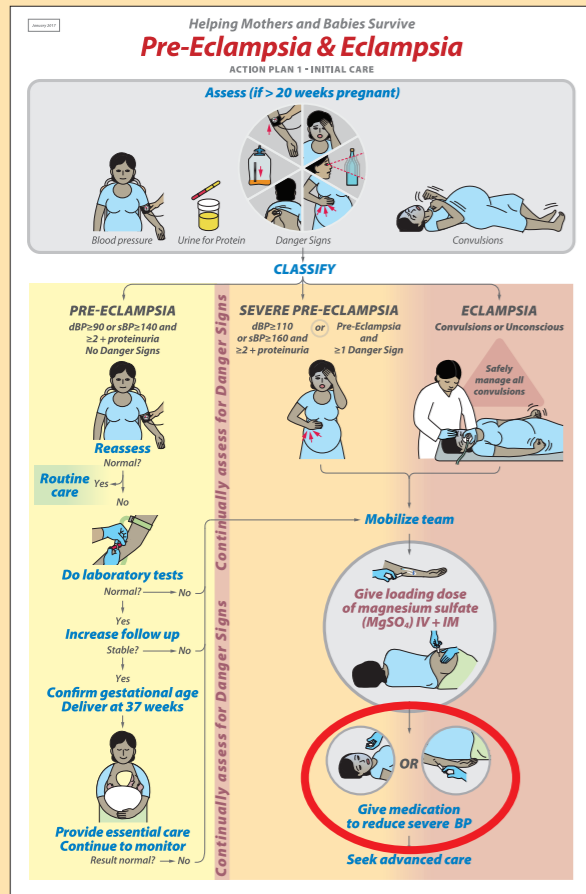 January 2017
Helping Mothers and Babies Survive
Pre-Eclampsia & Eclampsia
ACTION PLAN 1 - INITIAL CARE
Assess (if > 20 weeks pregnant)
Blood pressure
Urine for Protein
Danger Signs
Convulsions
CLASSIFY
PRE-ECLAMPSIA
dBP≥90 or sBP≥140 and
≥2 + proteinuria
No Danger Signs
Reassess
Normal?
Routine
care
Yes
No
Do laboratory tests
Normal?
No
Yes
Increase follow up
Stable?
No
Yes
Confirm gestational age
Deliver at 37 weeks
Provide essential care
Continue to monitor
Result normal?
No
Continually assess for Danger Signs
Continually assess for Danger Signs
SEVERE PRE-ECLAMPSIA
dBP≥110
or sBP≥160 and
≥2 + proteinuria
or
Pre-Eclampsia
and
≥1 Danger Sign
ECLAMPSIA
Convulsions or Unconscious
Safely
manage all
convulsions
Mobilize team
Give loading dose
of magnesium sulfate
(MgSO₄) IV + IM
OR
Give medication
to reduce severe BP
Seek advanced care